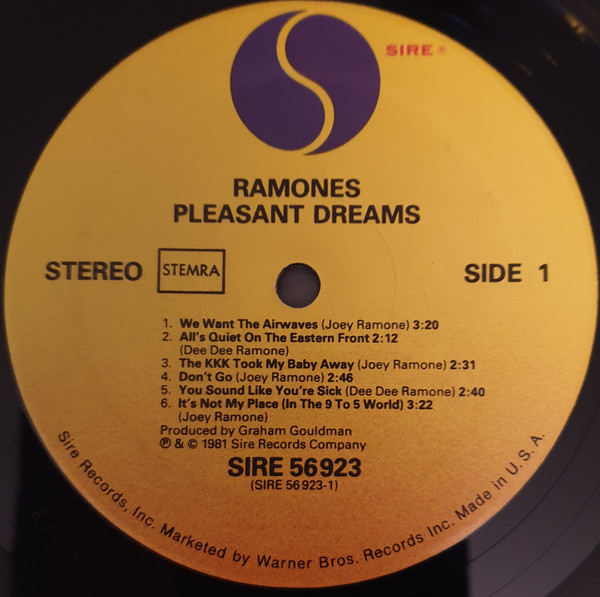 SIRE ®
RAMONES
PLEASANT DREAMS
STEREO
STEMRA
SIDE 1
1. We Want The Airwaves (Joey Ramone) 3:20
2. All's Quiet On The Eastern Front 2:12
(Dee Dee Ramone)
3. The KKK Took My Baby Away (Joey Ramone) 2:31
4. Don't Go (Joey Ramone) 2:46
5. You Sound Like You're Sick (Dee Dee Ramone) 2:40
6. It's Not My Place (In The 9 To 5 World) 3:22
(Joey Ramone)
Produced by Graham Gouldman
℗ & © 1981 Sire Records Company
SIRE 56 923
(SIRE 56 923-1)
Sire Records, Inc. Marketed by Warner Bros. Records Inc. Made in U.S.A.